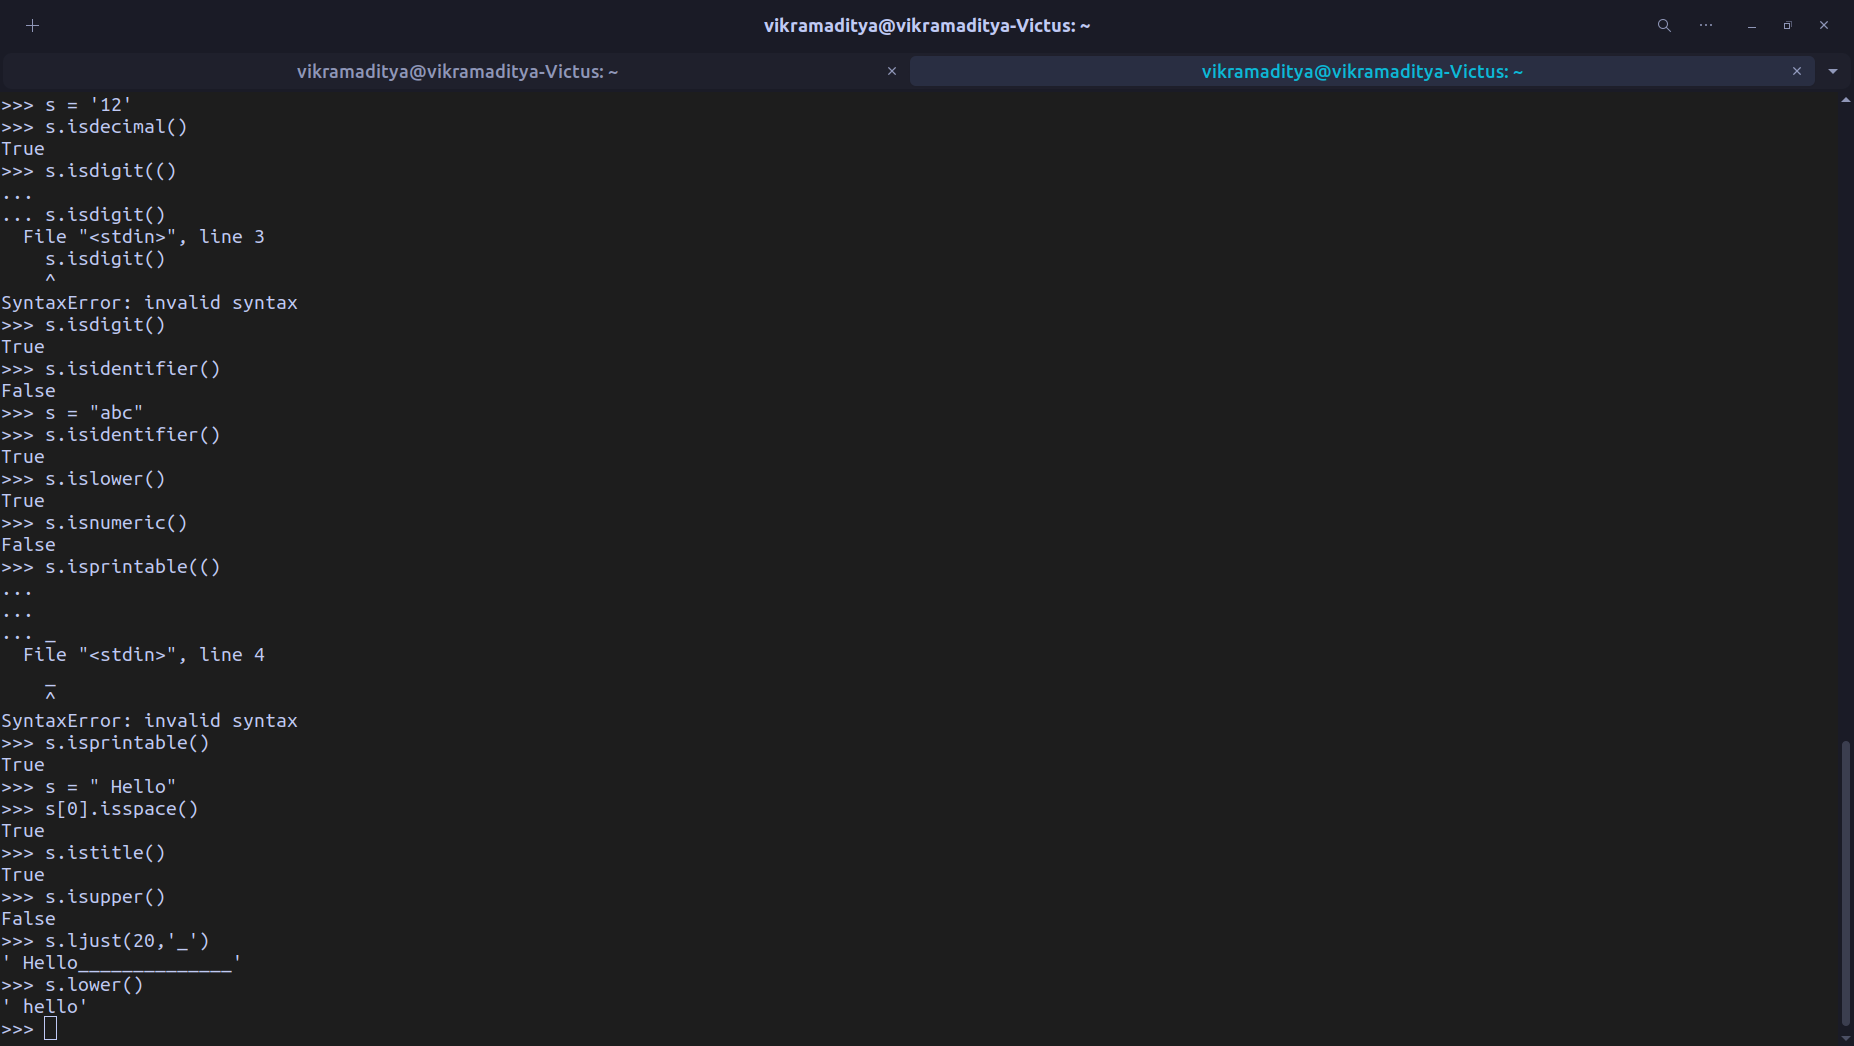 vikramaditya@vikramaditya-Victus: ~
vikramaditya@vikramaditya-Victus: ~
vikramaditya@vikramaditya-Victus: ~
>>> s = '12'
>>> s.isdecimal()
True
>>> s.isdigit(()
...
... s.isdigit()
  File "<stdin>", line 3
    s.isdigit()
    ^
SyntaxError: invalid syntax
>>> s.isdigit()
True
>>> s.isidentifier()
False
>>> s = "abc"
>>> s.isidentifier()
True
>>> s.islower()
True
>>> s.isnumeric()
False
>>> s.isprintable(()
...
...
... _
  File "<stdin>", line 4
    _
    ^
SyntaxError: invalid syntax
>>> s.isprintable()
True
>>> s = " Hello"
>>> s[0].isspace()
True
>>> s.istitle()
True
>>> s.isupper()
False
>>> s.ljust(20,'_')
' Hello______________'
>>> s.lower()
' hello'
>>>